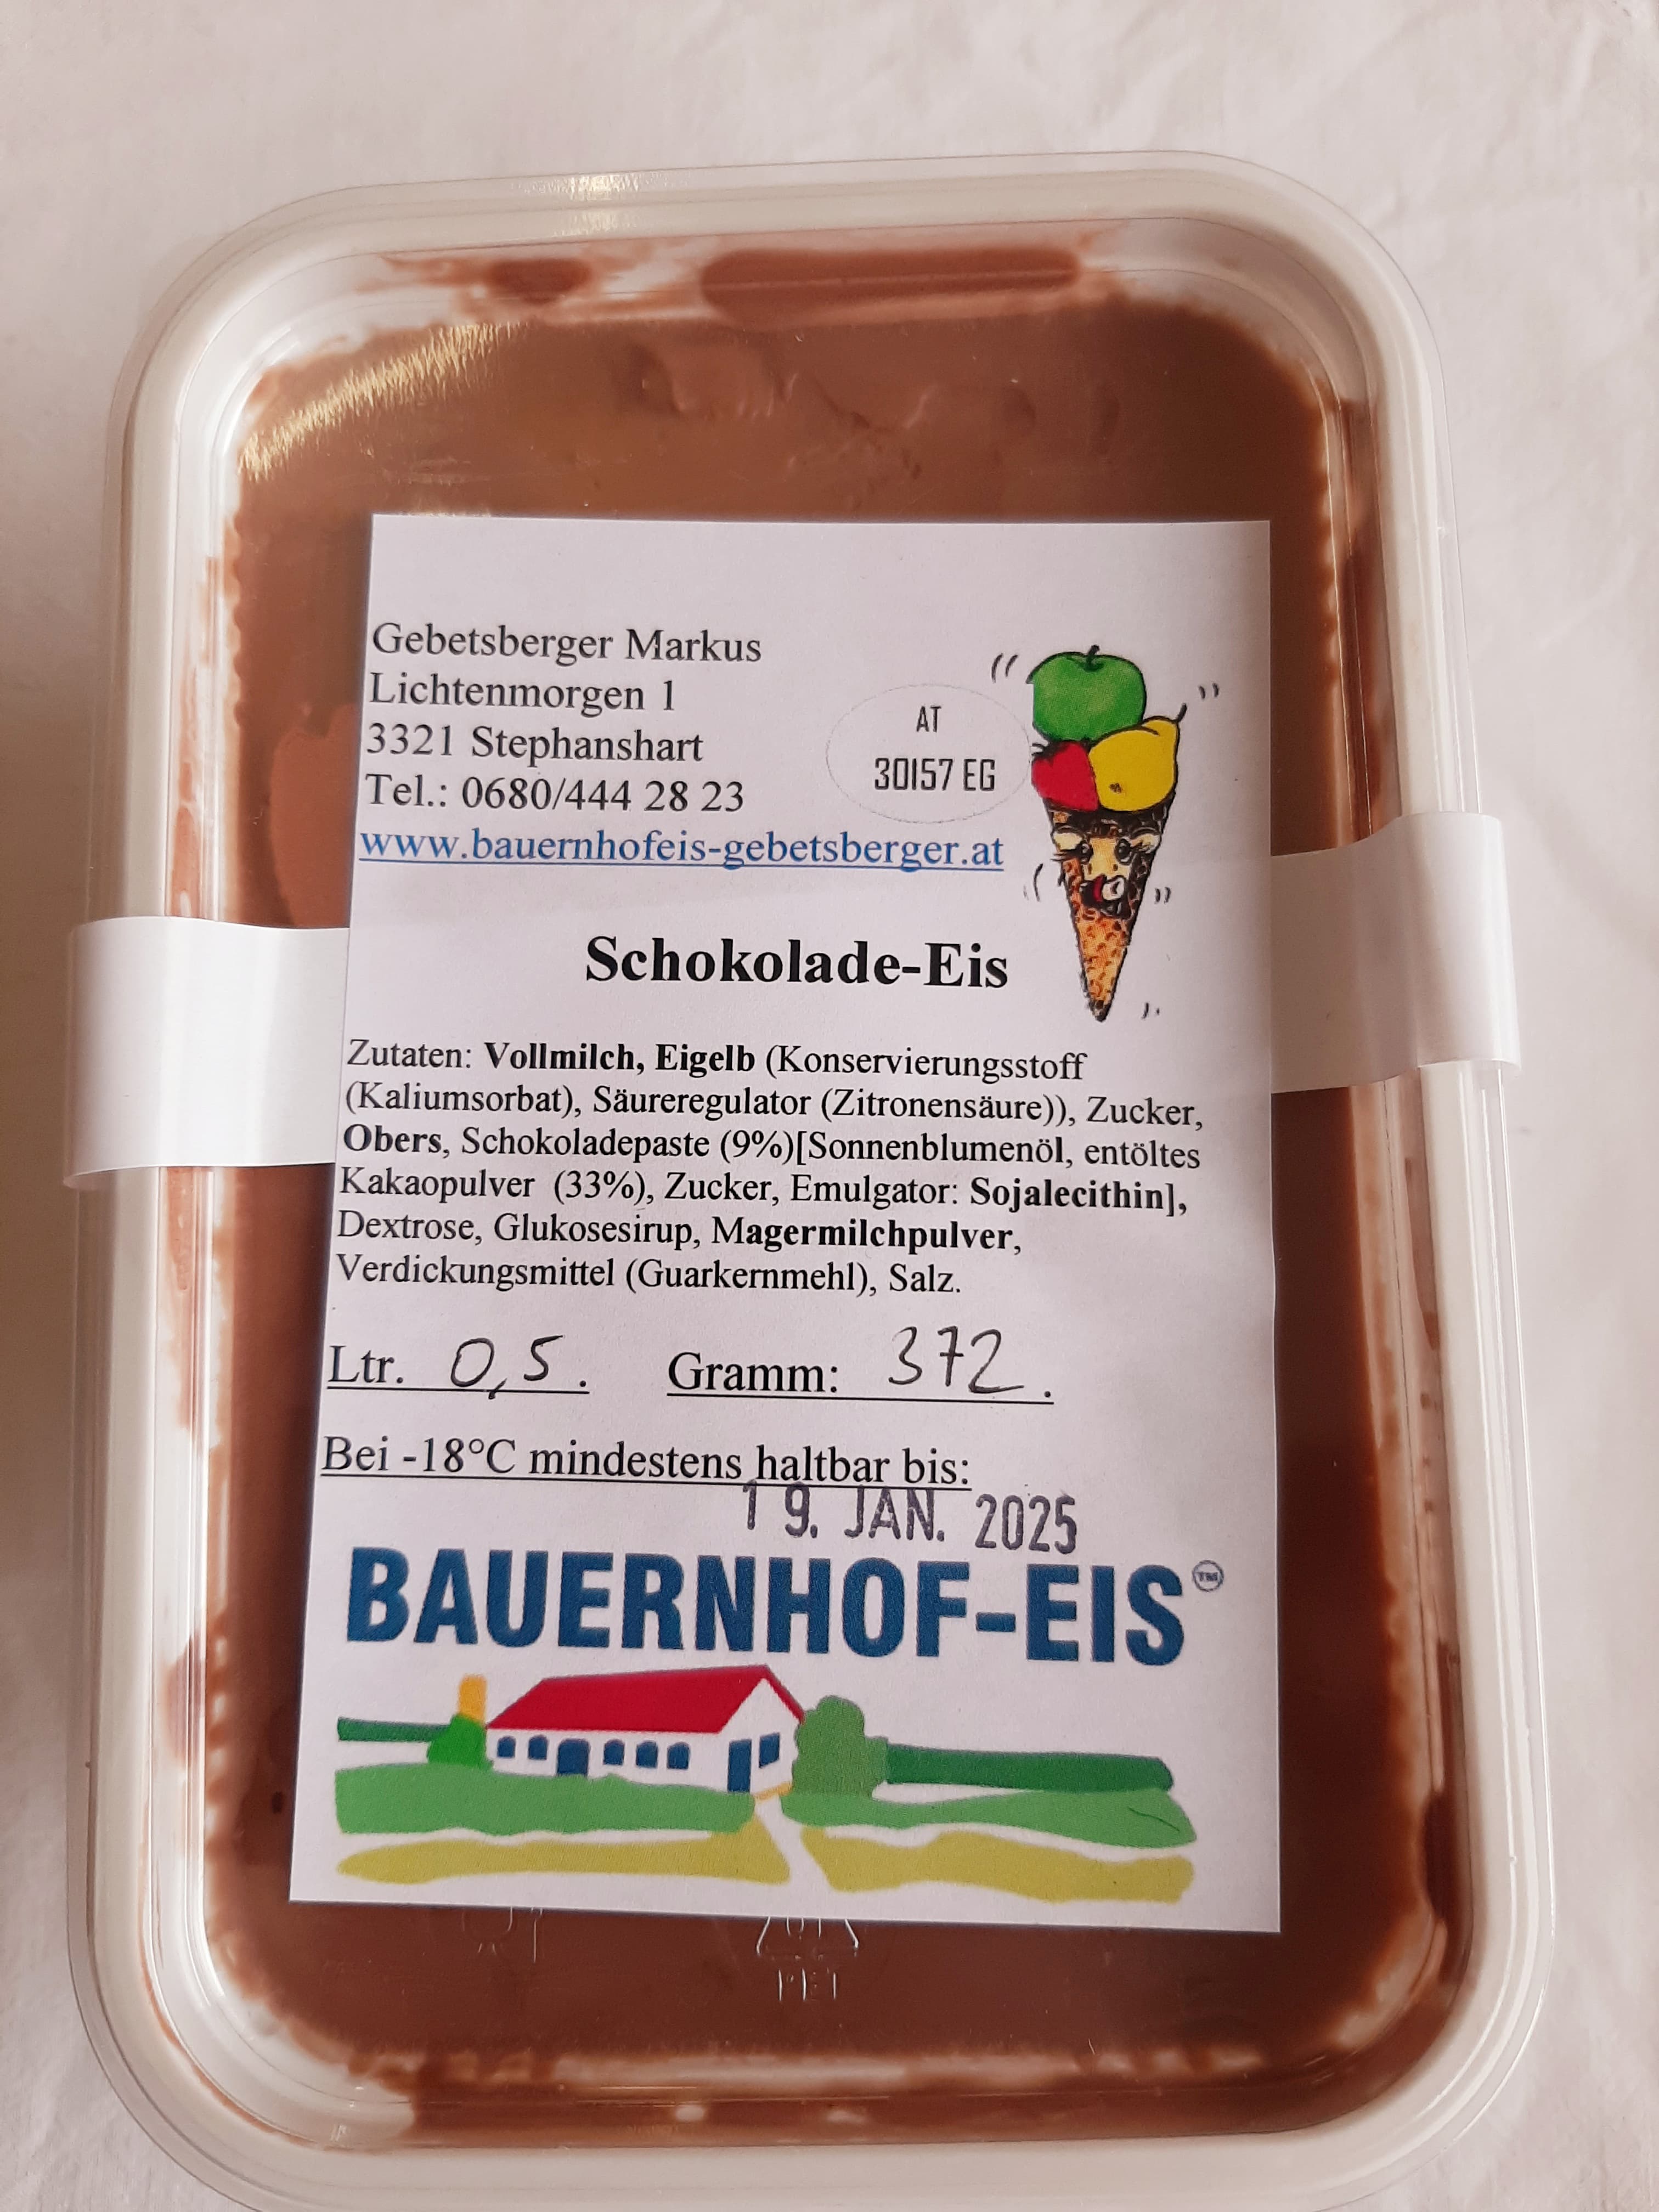 Gebetsberger Markus
Lichtenmorgen 1
3321 Stephanshart
Tel.: 0680/444 28 23
www.bauernhofeis-gebetsberger.at
AT
30157 EG
Schokolade-Eis
Zutaten: Vollmilch, Eigelb (Konservierungsstoff
(Kaliumsorbat), Säureregulator (Zitronensäure)), Zucker,
Obers, Schokoladepaste (9%)[Sonnenblumenöl, entöltes
Kakaopulver (33%), Zucker, Emulgator: Sojalecithin],
Dextrose, Glukosesirup, Magermilchpulver,
Verdickungsmittel (Guarkernmehl), Salz.
Ltr. 0,5 . Gramm: 372 .
Bei -18°C mindestens haltbar bis:
19. JAN. 2025
BAUERNHOF-EIS™
PET